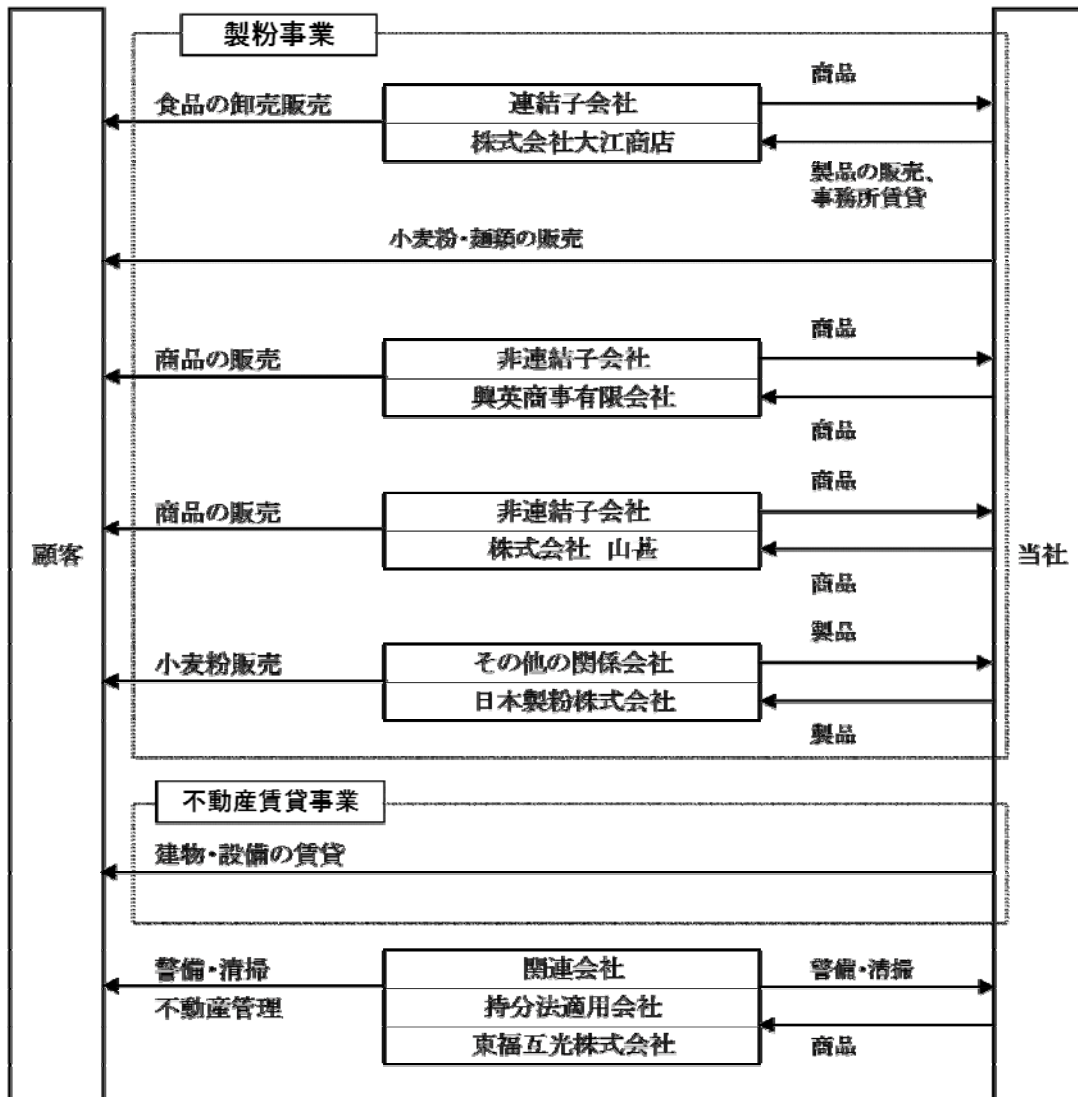 製粉事業
商品
食品の卸売販売
連結子会社
株式会社大江商店
製品の販売、
事務所賃貸
小麦粉・麺類の販売
商品
商品の販売
非連結子会社
興英商事有限会社
商品
商品
商品の販売
非連結子会社
株式会社 山甚
顧客
当社
商品
製品
小麦粉販売
その他の関係会社
日本製粉株式会社
製品
不動産賃貸事業
建物・設備の賃貸
警備・清掃
関連会社
警備・清掃
不動産管理
持分法適用会社
東福互光株式会社
商品